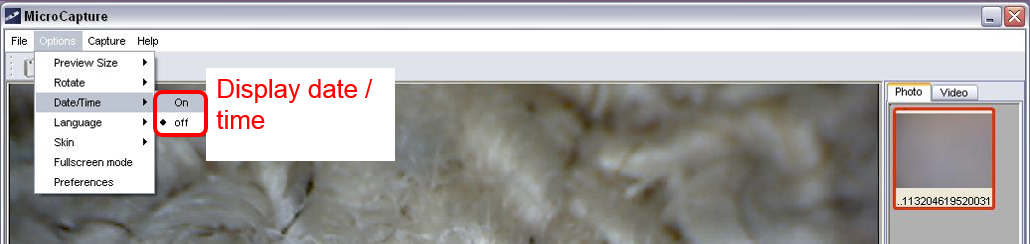 MicroCapture
File Options Capture Help
Preview Size
Rotate
Date/Time
Language
Skin
Fullscreen mode
Preferences
On
off
Display date /
time
Photo Video
..113204619520031